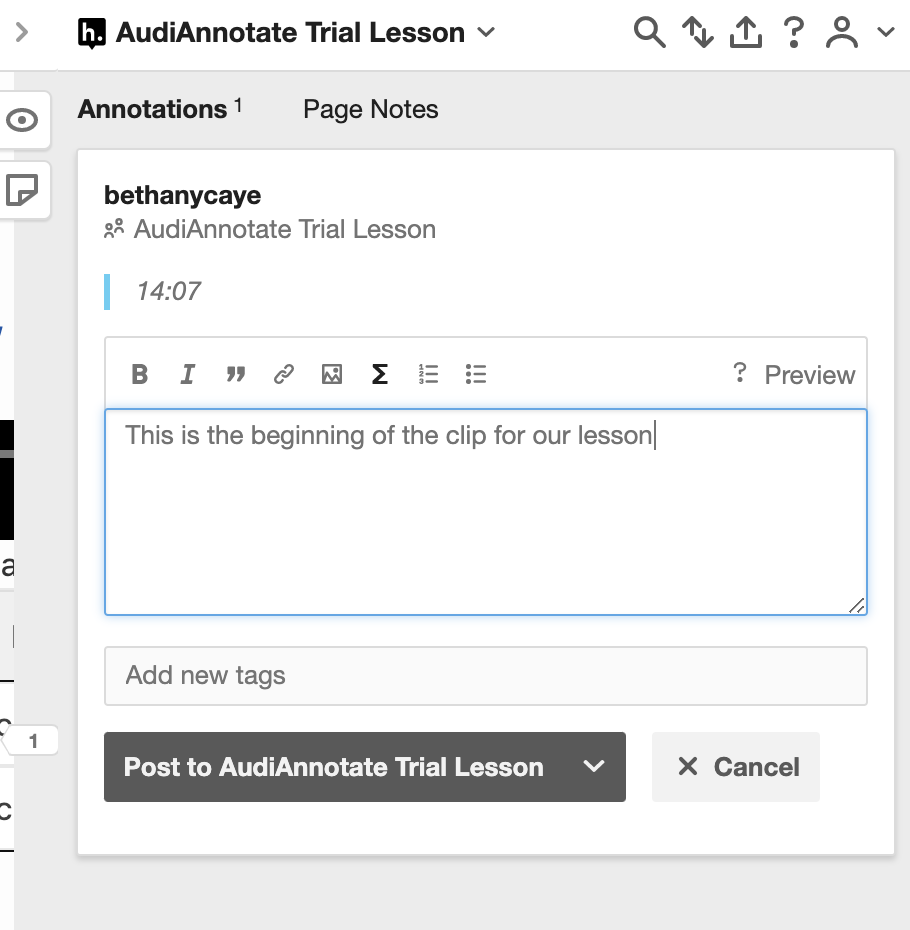 h. AudiAnnotate Trial Lesson
Annotations 1 Page Notes
bethanycaye
AudiAnnotate Trial Lesson
14:07
B I " Σ ? Preview
This is the beginning of the clip for our lesson
Add new tags
1
Post to AudiAnnotate Trial Lesson
Cancel